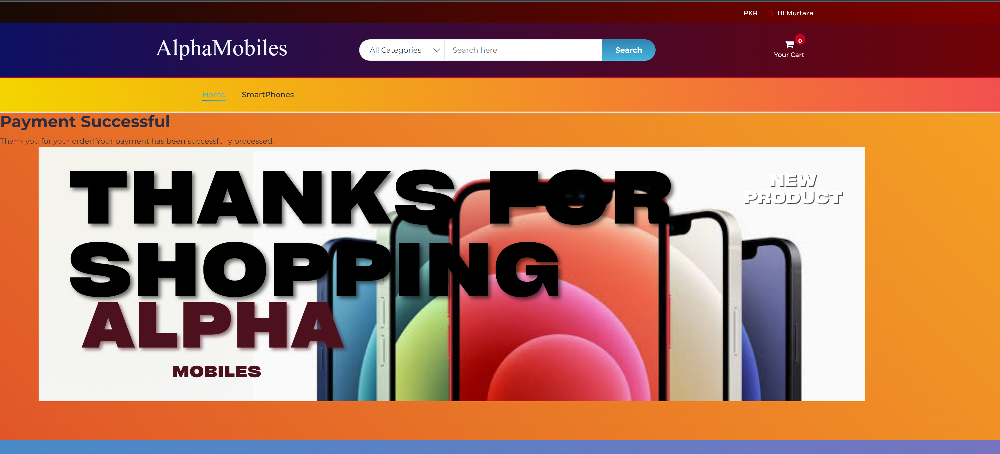 PKR HI Murtaza
AlphaMobiles
All Categories Search here Search
0
Your Cart
Home SmartPhones
Payment Successful
Thank you for your order! Your payment has been successfully processed.
THANKS FOR
SHOPPING
ALPHA
MOBILES
NEW
PRODUCT